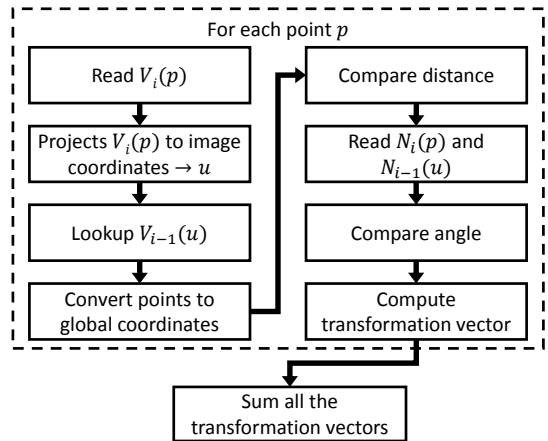 For each point p
Read V_i(p)
Projects V_i(p) to image
coordinates → u
Lookup V_{i−1}(u)
Convert points to
global coordinates
Compare distance
Read N_i(p) and
N_{i−1}(u)
Compare angle
Compute
transformation vector
Sum all the
transformation vectors